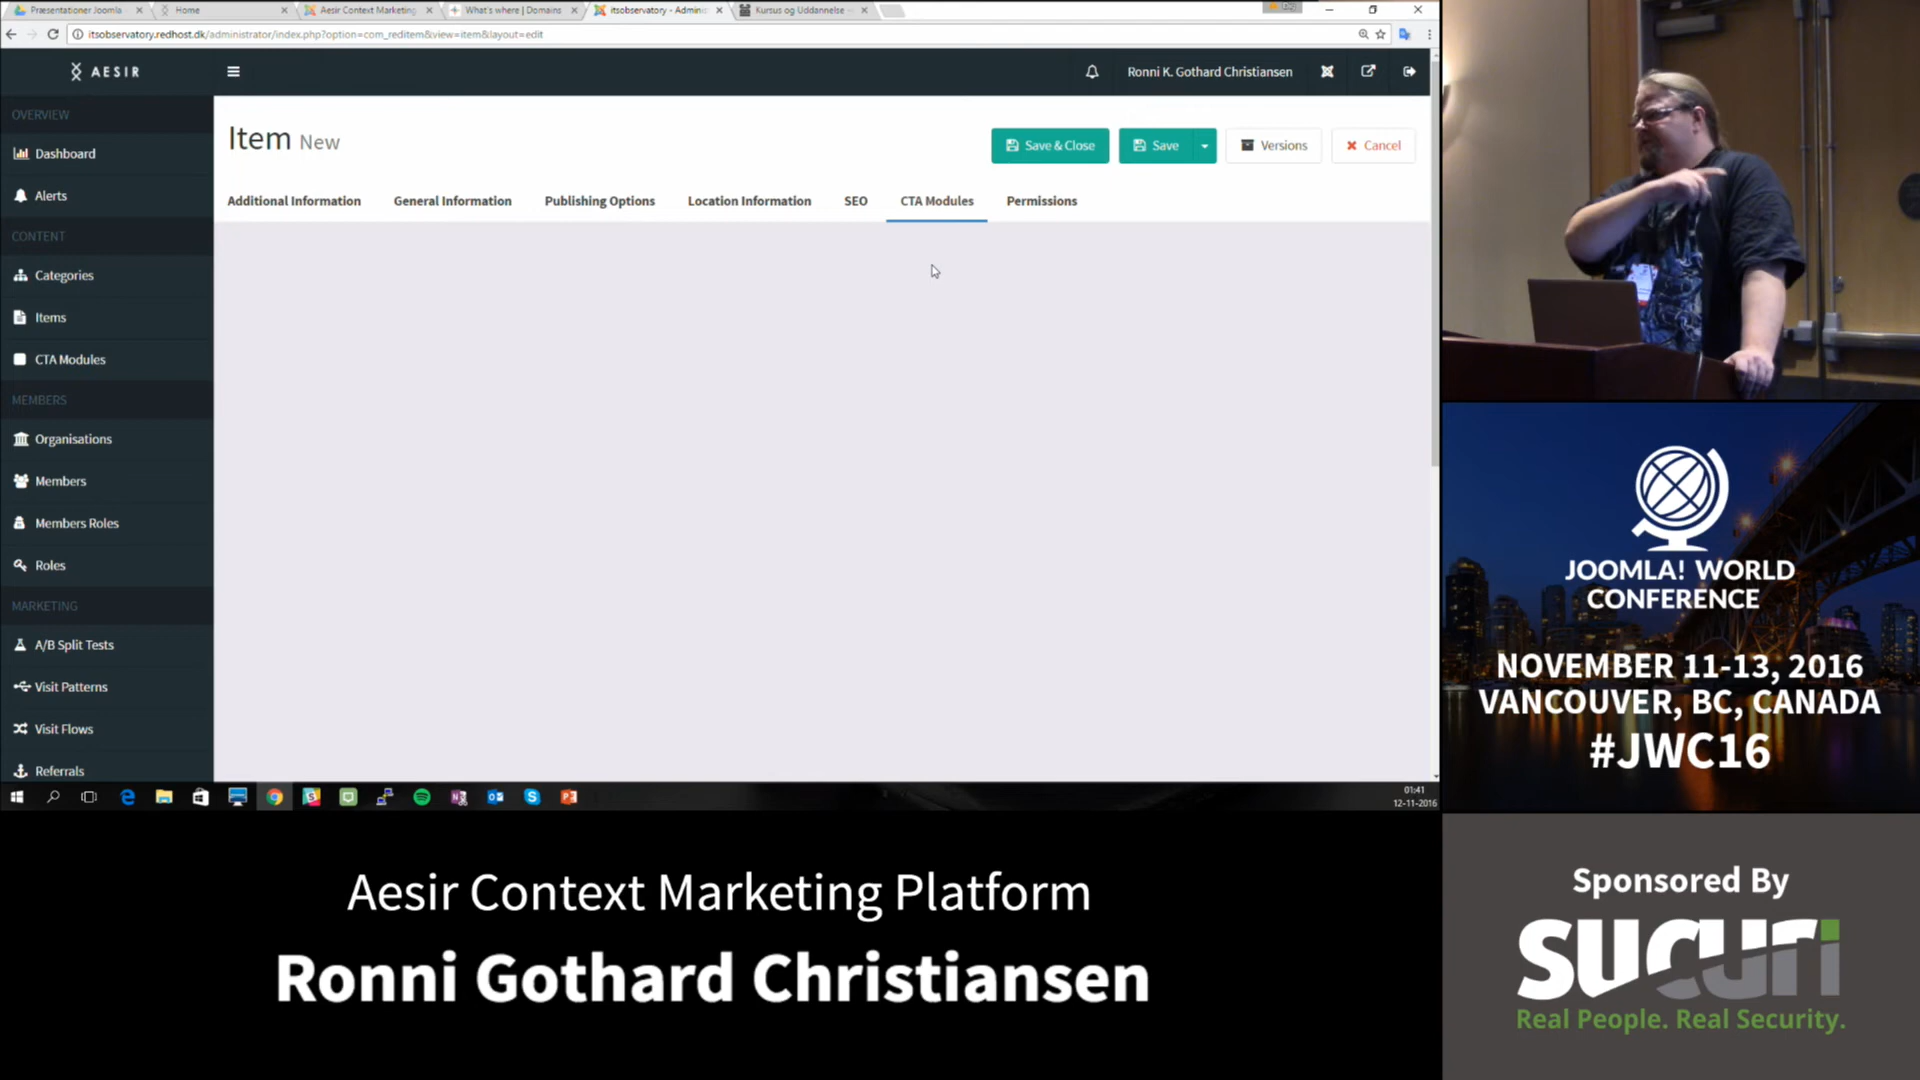 Præsentationer Joomla
Home
Aesir Context Marketing
What's where | Domains
itsobservatory - Admini
Kursus og Uddannelse -
itsobservatory.redhost.dk/administrator/index.php?option=com_reditem&view=item&layout=edit
AESIR
Ronni K. Gothard Christiansen
OVERVIEW
Dashboard
Alerts
CONTENT
Categories
Items
CTA Modules
MEMBERS
Organisations
Members
Members Roles
Roles
MARKETING
A/B Split Tests
Visit Patterns
Visit Flows
Referrals
Item New
Save & Close
Save
Versions
Cancel
Additional Information
General Information
Publishing Options
Location Information
SEO
CTA Modules
Permissions
01:41
12-11-2016
JOOMLA! WORLD
CONFERENCE
NOVEMBER 11-13, 2016
VANCOUVER, BC, CANADA
#JWC16
Aesir Context Marketing Platform
Ronni Gothard Christiansen
Sponsored By
SUCURI
Real People. Real Security.